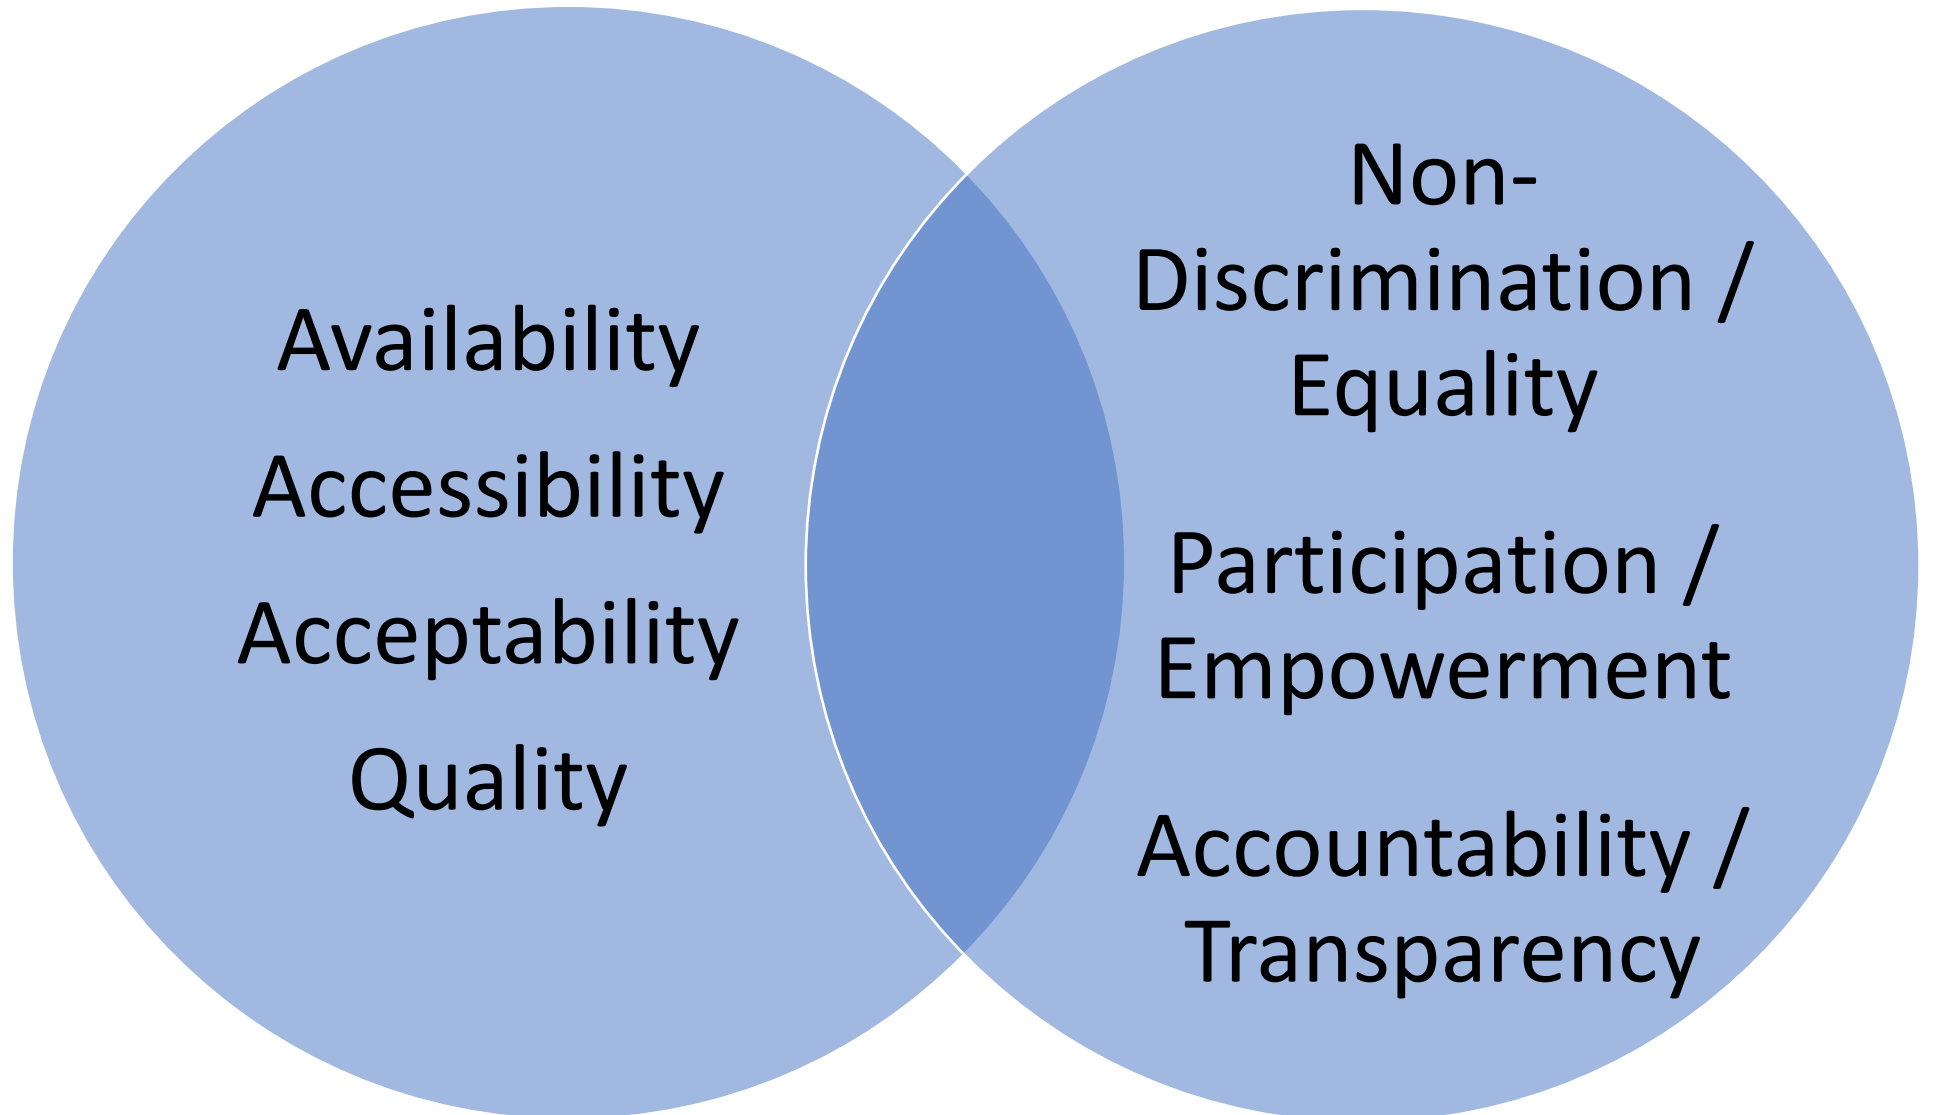 Availability
Accessibility
Acceptability
Quality
Non-
Discrimination /
Equality
Participation /
Empowerment
Accountability /
Transparency